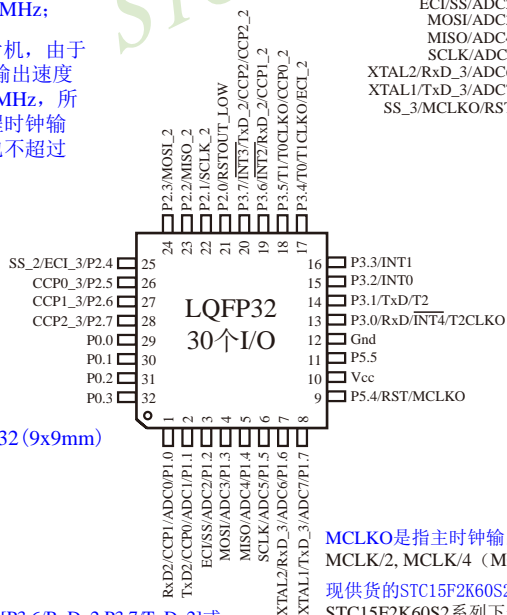 MHz;
机，由于
输出速度
MHz，所
程时钟输
也不超过
STC
ECI/SS/ADC
MOSI/ADC
MISO/ADC
SCLK/ADC
XTAL2/RxD_3/ADC
XTAL1/TxD_3/ADC
SS_3/MCLKO/RST
P2.3/MOSI_2
P2.2/MISO_2
P2.1/SCLK_2
P2.0/RSTOUT_LOW
P3.7/INT3/TxD_2/CCP2/CCP2_2
P3.6/INT2/RxD_2/CCP1_2
P3.5/T1/T0CLKO/CCP0_2
P3.4/T0/T1CLKO/ECI_2
24 23 22 21 20 19 18 17
SS_2/ECI_3/P2.4 25
CCP0_3/P2.5 26
CCP1_3/P2.6 27
CCP2_3/P2.7 28
P0.0 29
P0.1 30
P0.2 31
P0.3 32
LQFP32
30个I/O
16 P3.3/INT1
15 P3.2/INT0
14 P3.1/TxD/T2
13 P3.0/RxD/INT4/T2CLKO
12 Gnd
11 P5.5
10 Vcc
9 P5.4/RST/MCLKO
1 2 3 4 5 6 7 8
RxD2/CCP1/ADC0/P1.0
TxD2/CCP0/ADC1/P1.1
ECI/SS/ADC2/P1.2
MOSI/ADC3/P1.3
MISO/ADC4/P1.4
SCLK/ADC5/P1.5
XTAL2/RxD_3/ADC6/P1.6
XTAL1/TxD_3/ADC7/P1.7
32(9x9mm)
MCLKO是指主时钟输
MCLK/2, MCLK/4（M
现供货的STC15F2K60S2
STC15F2K60S2系列下
[P3.6/RxD_2,P3.7/TxD_2]或